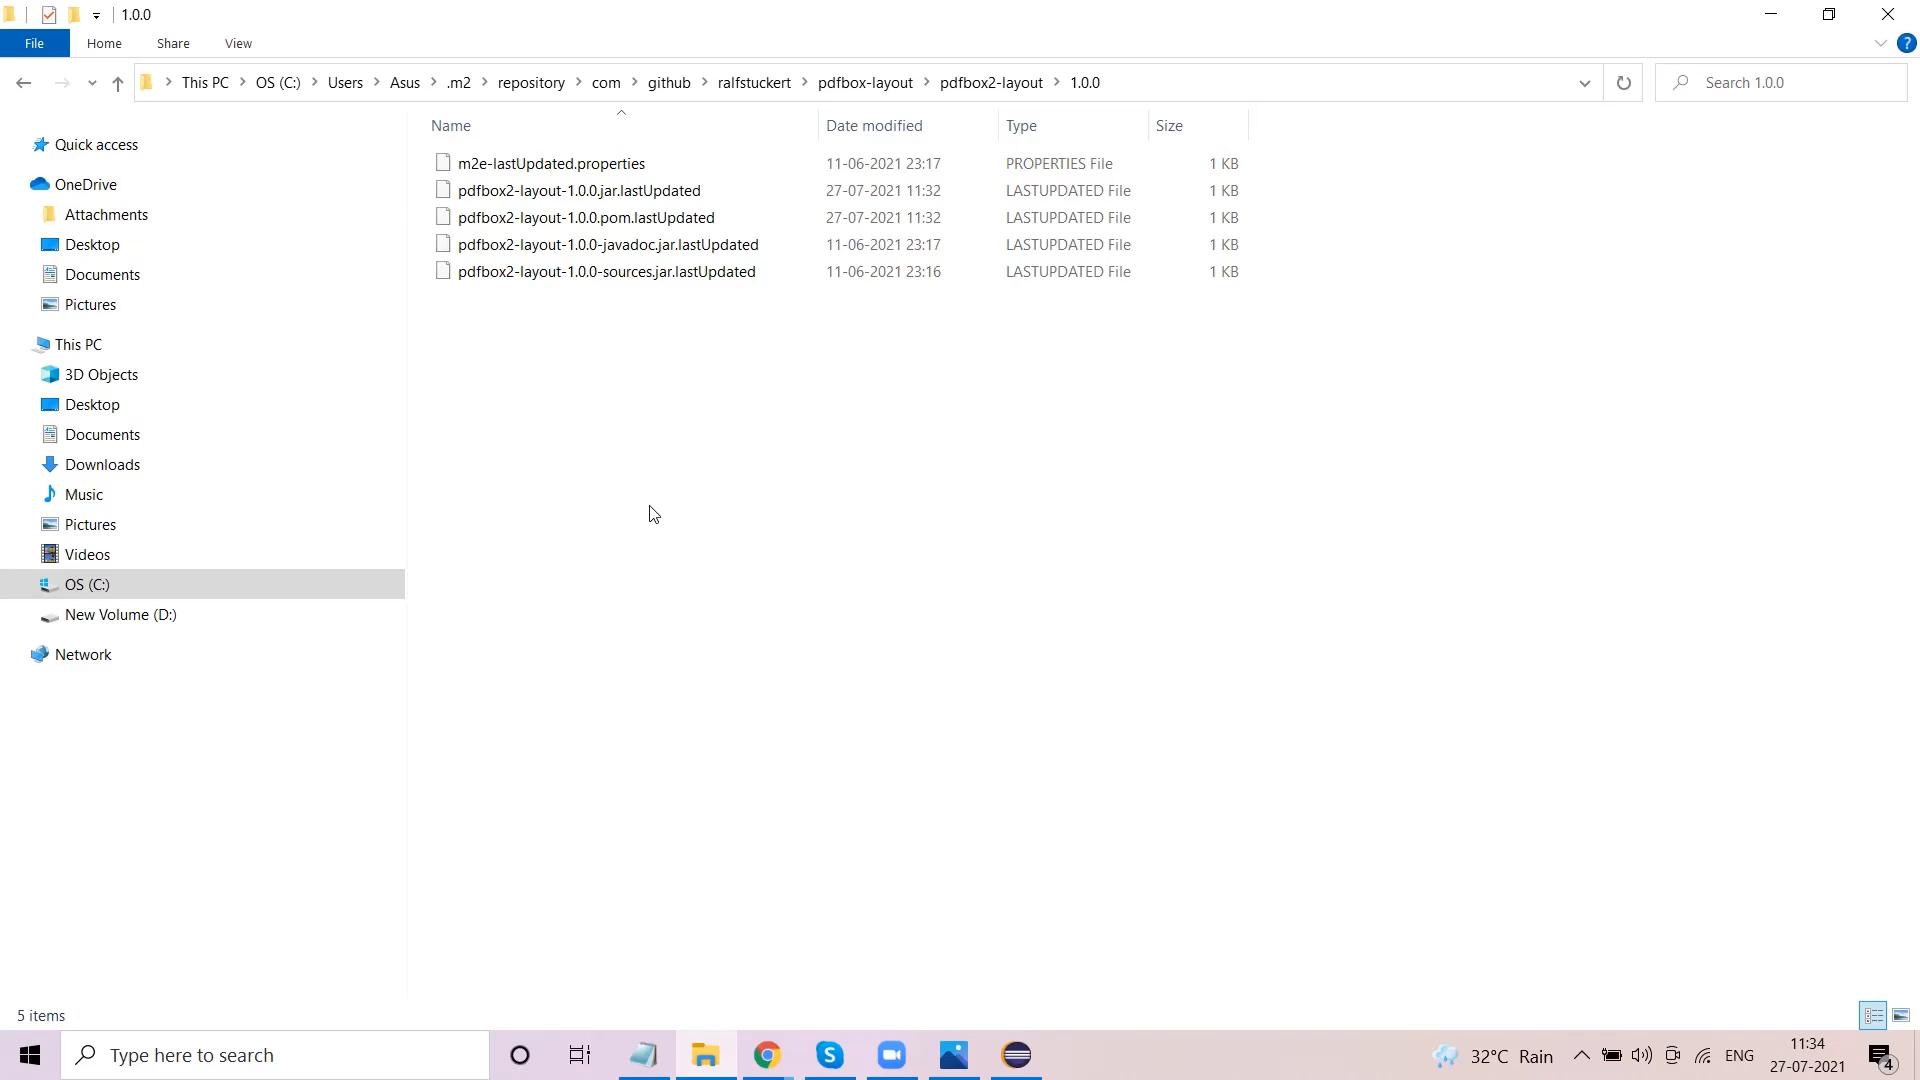 1.0.0
File Home Share View
This PC OS (C:) Users Asus .m2 repository com github ralfstuckert pdfbox-layout pdfbox2-layout 1.0.0
Search 1.0.0
Name Date modified Type Size
m2e-lastUpdated.properties 11-06-2021 23:17 PROPERTIES File 1 KB
pdfbox2-layout-1.0.0.jar.lastUpdated 27-07-2021 11:32 LASTUPDATED File 1 KB
pdfbox2-layout-1.0.0.pom.lastUpdated 27-07-2021 11:32 LASTUPDATED File 1 KB
pdfbox2-layout-1.0.0-javadoc.jar.lastUpdated 11-06-2021 23:17 LASTUPDATED File 1 KB
pdfbox2-layout-1.0.0-sources.jar.lastUpdated 11-06-2021 23:16 LASTUPDATED File 1 KB
Quick access
OneDrive
Attachments
Desktop
Documents
Pictures
This PC
3D Objects
Desktop
Documents
Downloads
Music
Pictures
Videos
OS (C:)
New Volume (D:)
Network
5 items
Type here to search
32°C Rain
ENG
11:34
27-07-2021
4